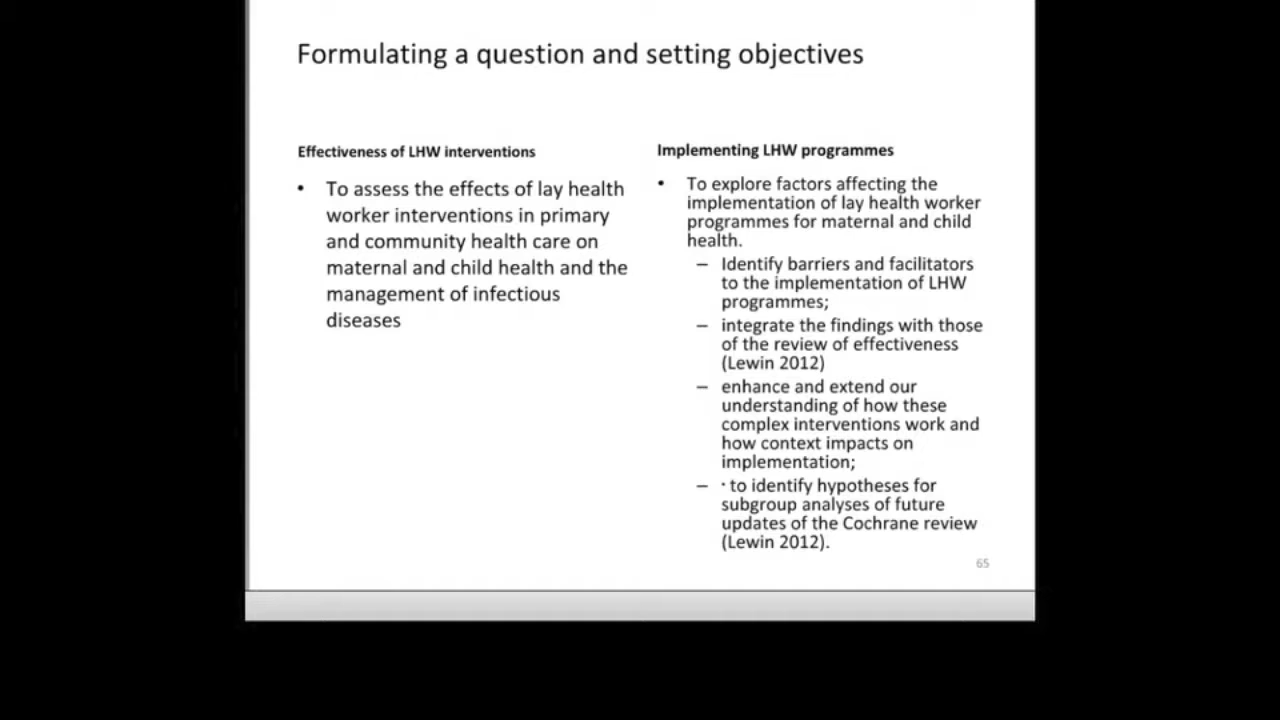 Formulating a question and setting objectives
Effectiveness of LHW interventions
• To assess the effects of lay health
worker interventions in primary
and community health care on
maternal and child health and the
management of infectious
diseases
Implementing LHW programmes
• To explore factors affecting the
implementation of lay health worker
programmes for maternal and child
health.
– Identify barriers and facilitators
to the implementation of LHW
programmes;
– integrate the findings with those
of the review of effectiveness
(Lewin 2012)
– enhance and extend our
understanding of how these
complex interventions work and
how context impacts on
implementation;
– · to identify hypotheses for
subgroup analyses of future
updates of the Cochrane review
(Lewin 2012).
65